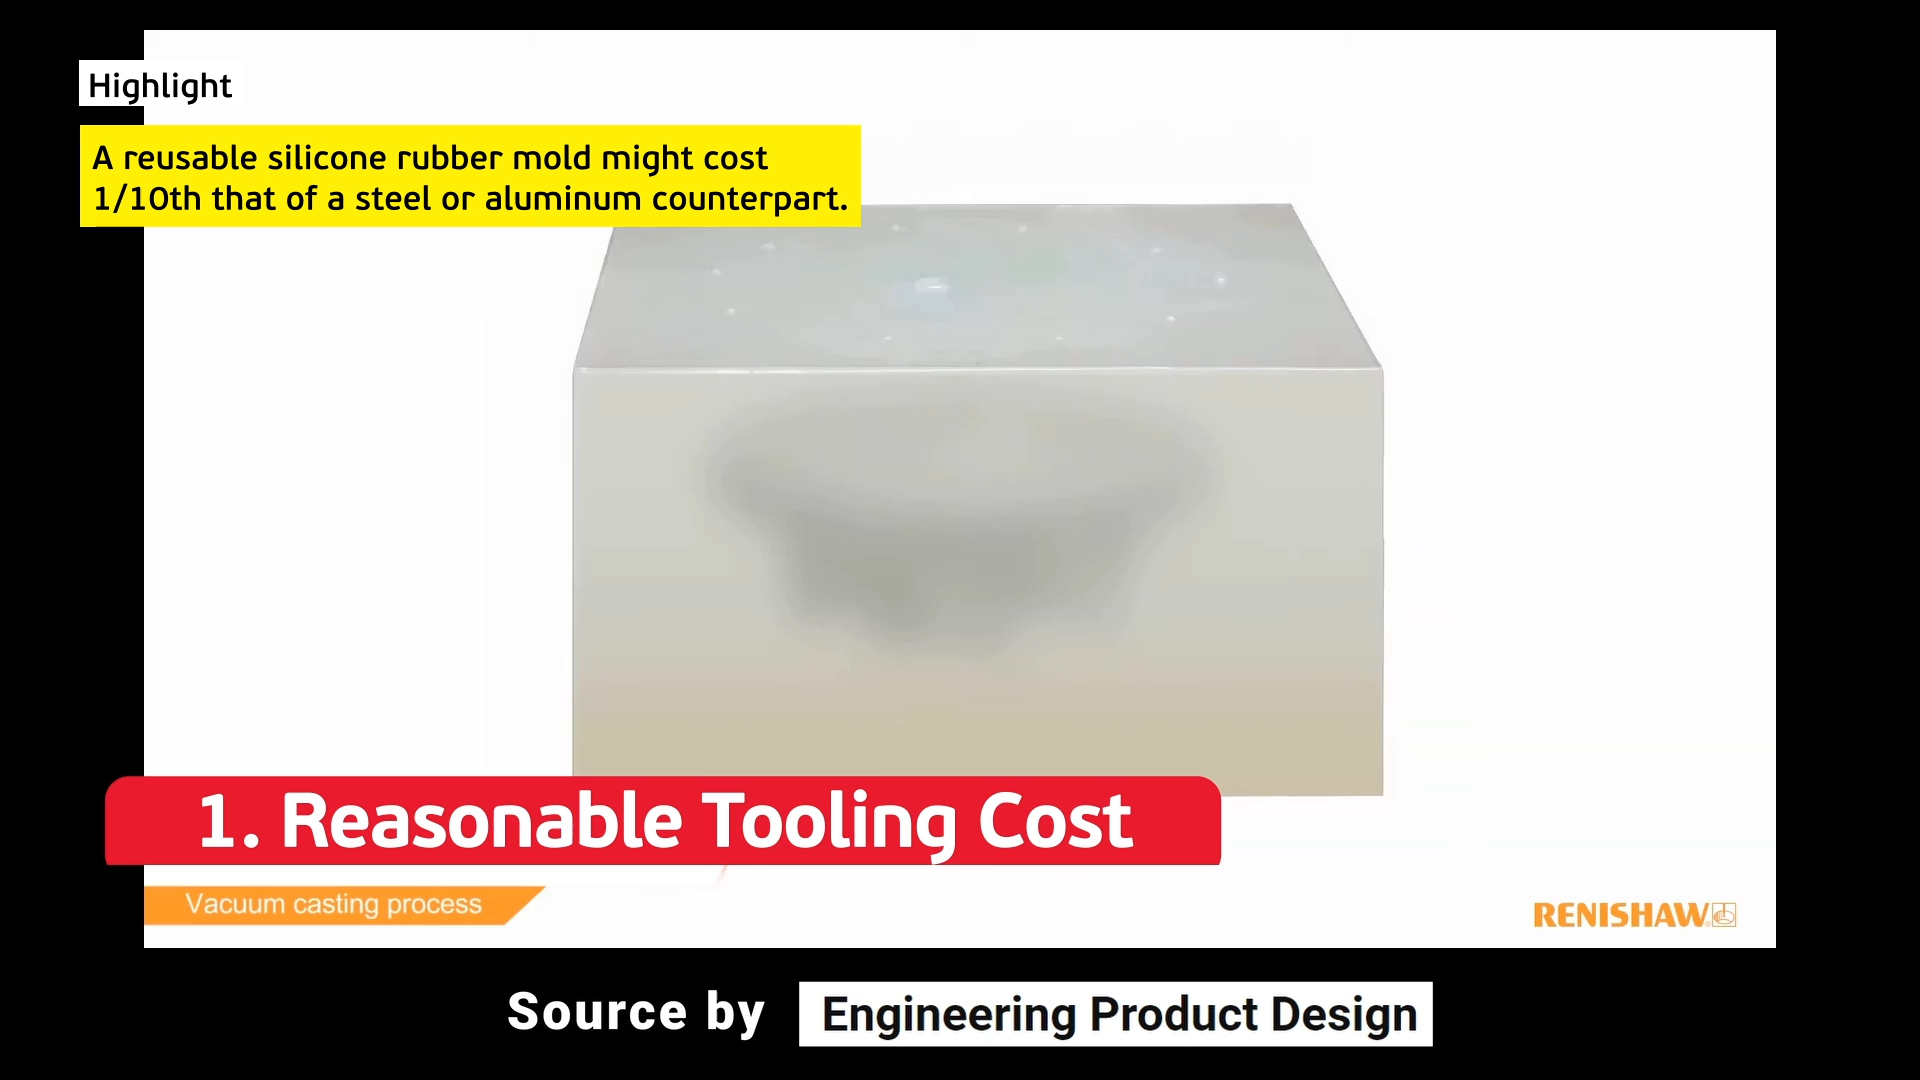 Highlight
A reusable silicone rubber mold might cost
1/10th that of a steel or aluminum counterpart.
1. Reasonable Tooling Cost
Vacuum casting process
RENISHAW
Source by Engineering Product Design